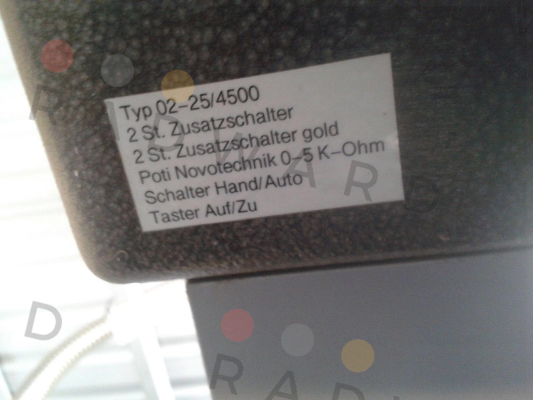 Typ 02-25/4500
2 St. Zusatzschalter
2 St. Zusatzschalter gold
Poti Novotechnik 0-5 K-Ohm
Schalter Hand/Auto
Taster Auf/Zu